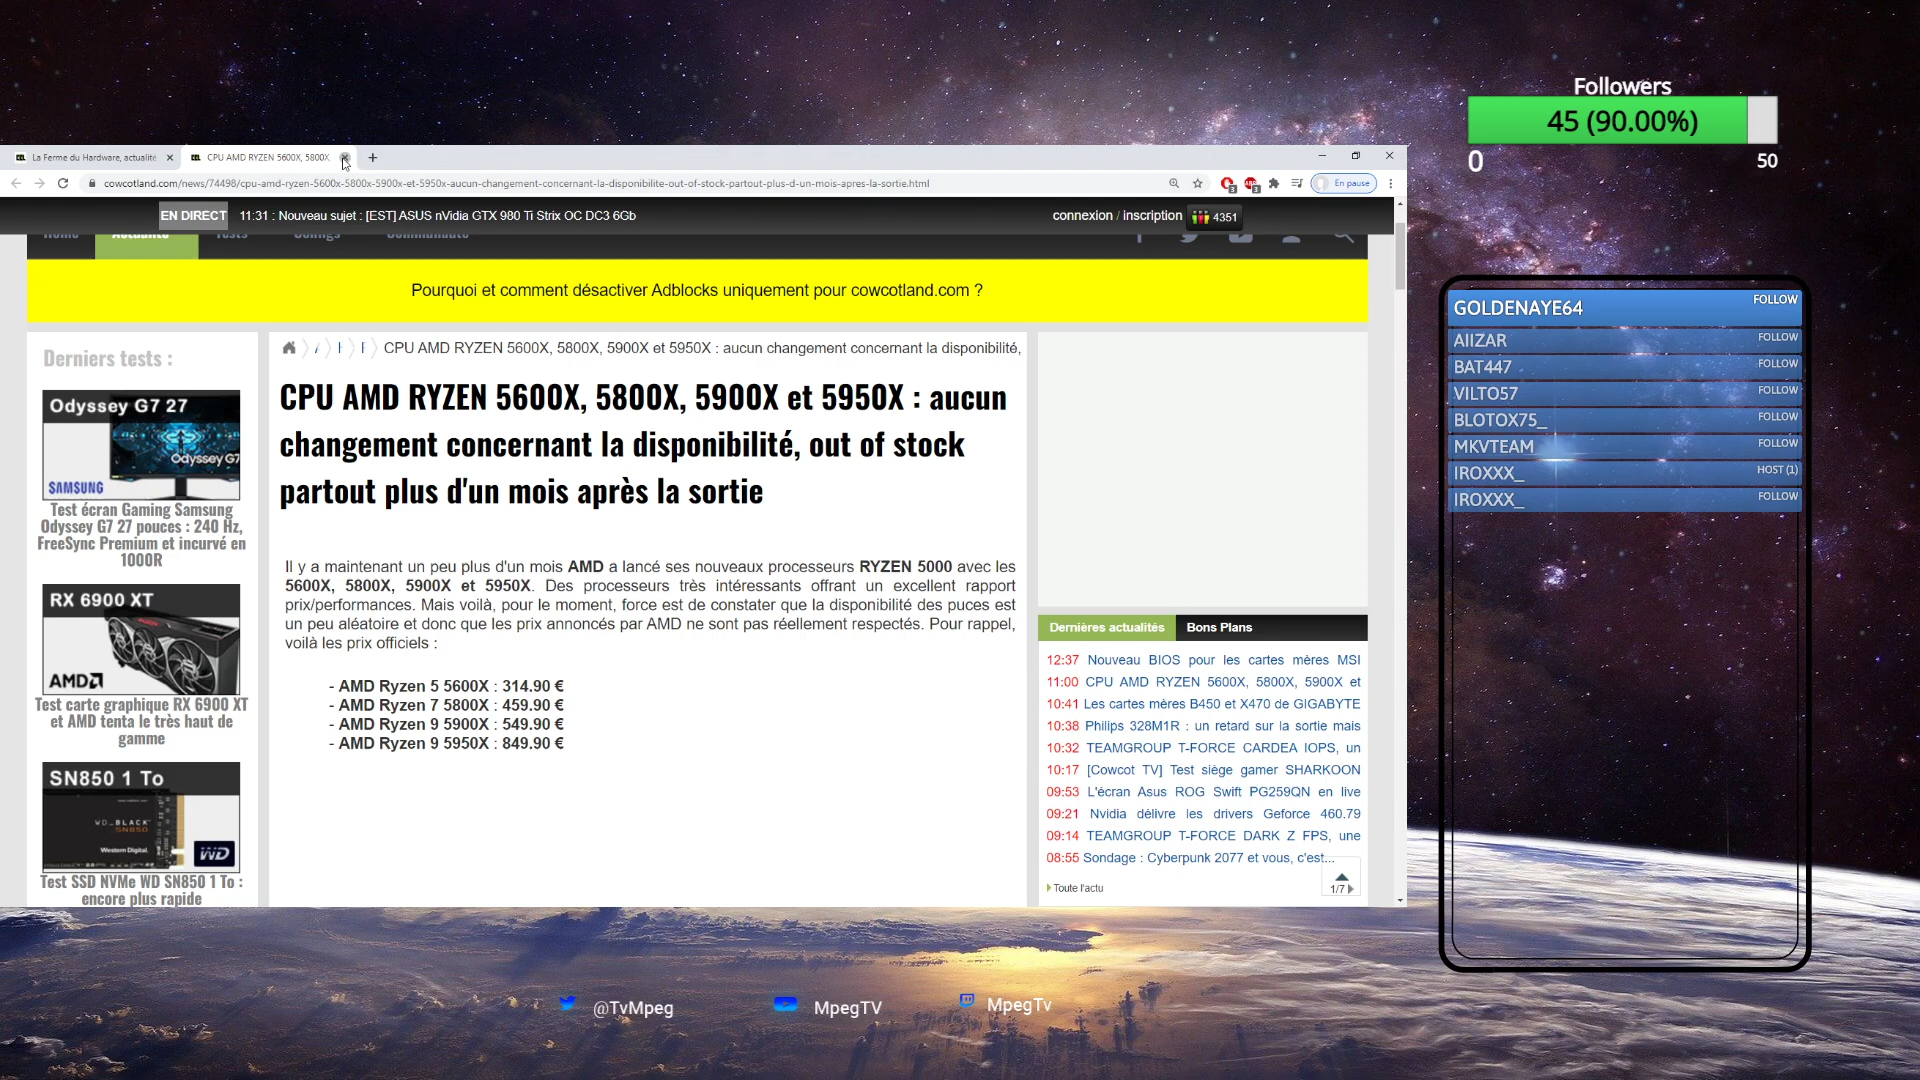 Followers
45 (90.00%)
0
50
La Ferme du Hardware, actualité
CPU AMD RYZEN 5600X, 5800X,
cowcotland.com/news/74498/cpu-amd-ryzen-5600x-5800x-5900x-et-5950x-aucun-changement-concernant-la-disponibilite-out-of-stock-partout-plus-d-un-mois-apres-la-sortie.html
En pause
EN DIRECT
11:31 : Nouveau sujet : [EST] ASUS nVidia GTX 980 Ti Strix OC DC3 6Gb
connexion / inscription
4351
Home
Actualité
Tests
Configs
Communauté
Pourquoi et comment désactiver Adblocks uniquement pour cowcotland.com ?
Derniers tests :
Odyssey G7 27
Odyssey G7
SAMSUNG
Test écran Gaming Samsung
Odyssey G7 27 pouces : 240 Hz,
FreeSync Premium et incurvé en
1000R
RX 6900 XT
AMD
Test carte graphique RX 6900 XT
et AMD tenta le très haut de
gamme
SN850 1 To
WD_BLACK
SN850
Western Digital.
WD
Test SSD NVMe WD SN850 1 To :
encore plus rapide
CPU AMD RYZEN 5600X, 5800X, 5900X et 5950X : aucun changement concernant la disponibilité,
CPU AMD RYZEN 5600X, 5800X, 5900X et 5950X : aucun
changement concernant la disponibilité, out of stock
partout plus d'un mois après la sortie
Il y a maintenant un peu plus d'un mois AMD a lancé ses nouveaux processeurs RYZEN 5000 avec les
5600X, 5800X, 5900X et 5950X. Des processeurs très intéressants offrant un excellent rapport
prix/performances. Mais voilà, pour le moment, force est de constater que la disponibilité des puces est
un peu aléatoire et donc que les prix annoncés par AMD ne sont pas réellement respectés. Pour rappel,
voilà les prix officiels :
- AMD Ryzen 5 5600X : 314.90 €
- AMD Ryzen 7 5800X : 459.90 €
- AMD Ryzen 9 5900X : 549.90 €
- AMD Ryzen 9 5950X : 849.90 €
Dernières actualités
Bons Plans
12:37 Nouveau BIOS pour les cartes mères MSI
11:00 CPU AMD RYZEN 5600X, 5800X, 5900X et
10:41 Les cartes mères B450 et X470 de GIGABYTE
10:38 Philips 328M1R : un retard sur la sortie mais
10:32 TEAMGROUP T-FORCE CARDEA IOPS, un
10:17 [Cowcot TV] Test siège gamer SHARKOON
09:53 L'écran Asus ROG Swift PG259QN en live
09:21 Nvidia délivre les drivers Geforce 460.79
09:14 TEAMGROUP T-FORCE DARK Z FPS, une
08:55 Sondage : Cyberpunk 2077 et vous, c'est...
Toute l'actu
1/7
GOLDENAYE64 FOLLOW
AIIZAR FOLLOW
BAT447 FOLLOW
VILTO57 FOLLOW
BLOTOX75_ FOLLOW
MKVTEAM FOLLOW
IROXXX_ HOST (1)
IROXXX_ FOLLOW
@TvMpeg
MpegTV
MpegTv